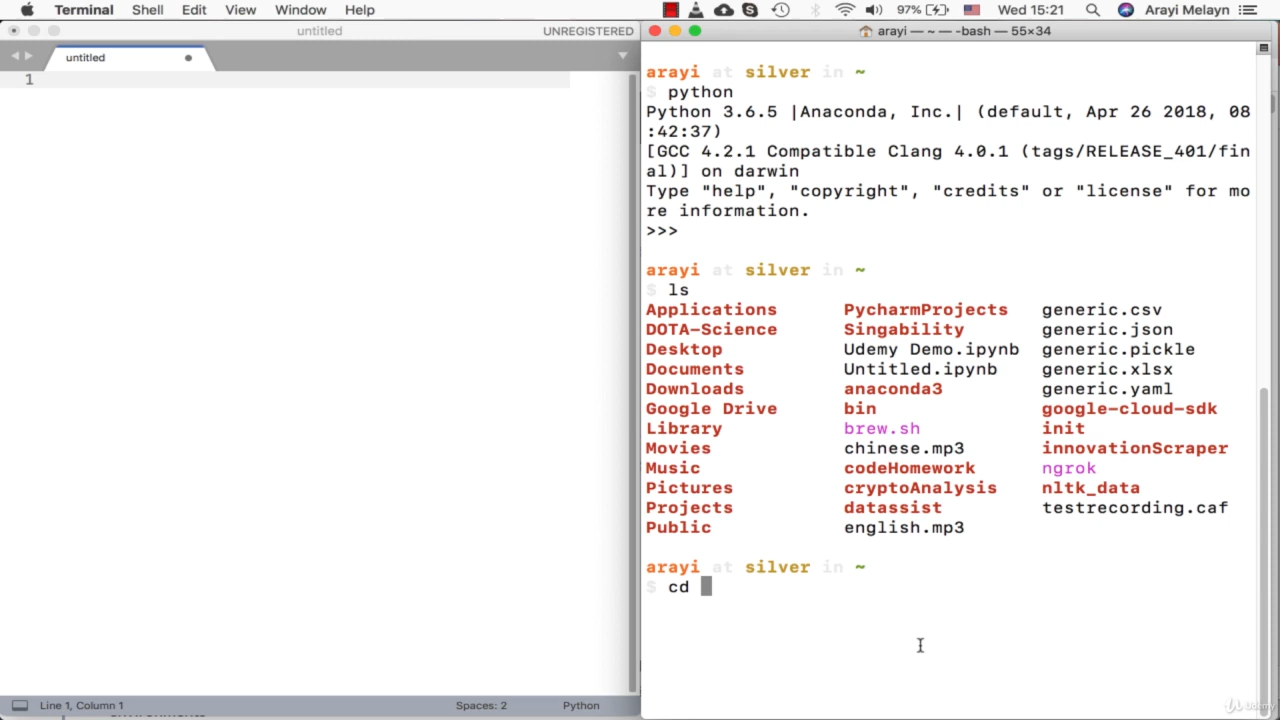 Terminal Shell Edit View Window Help 97% Wed 15:21 Arayi Melayn
untitled UNREGISTERED
untitled
1
Line 1, Column 1 Spaces: 2 Python
arayi — ~ — -bash — 55×34
arayi at silver in ~
$ python
Python 3.6.5 |Anaconda, Inc.| (default, Apr 26 2018, 08
:42:37)
[GCC 4.2.1 Compatible Clang 4.0.1 (tags/RELEASE_401/fin
al)] on darwin
Type "help", "copyright", "credits" or "license" for mo
re information.
>>>
arayi at silver in ~
$ ls
Applications PycharmProjects generic.csv
DOTA-Science Singability generic.json
Desktop Udemy Demo.ipynb generic.pickle
Documents Untitled.ipynb generic.xlsx
Downloads anaconda3 generic.yaml
Google Drive bin google-cloud-sdk
Library brew.sh init
Movies chinese.mp3 innovationScraper
Music codeHomework ngrok
Pictures cryptoAnalysis nltk_data
Projects datassist testrecording.caf
Public english.mp3
arayi at silver in ~
$ cd
Udemy